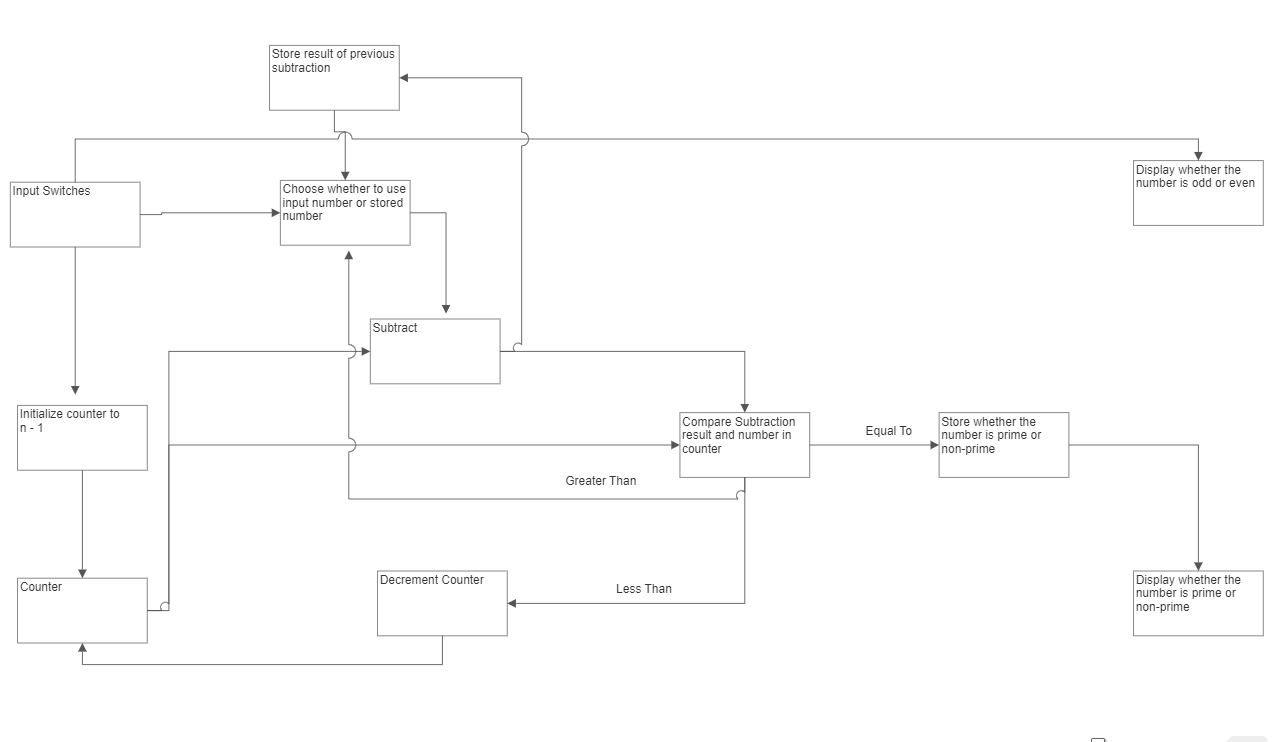 Store result of previous
subtraction
Input Switches
Choose whether to use
input number or stored
number
Display whether the
number is odd or even
Subtract
Initialize counter to
n - 1
Compare Subtraction
result and number in
counter
Equal To
Store whether the
number is prime or
non-prime
Greater Than
Counter
Decrement Counter
Less Than
Display whether the
number is prime or
non-prime